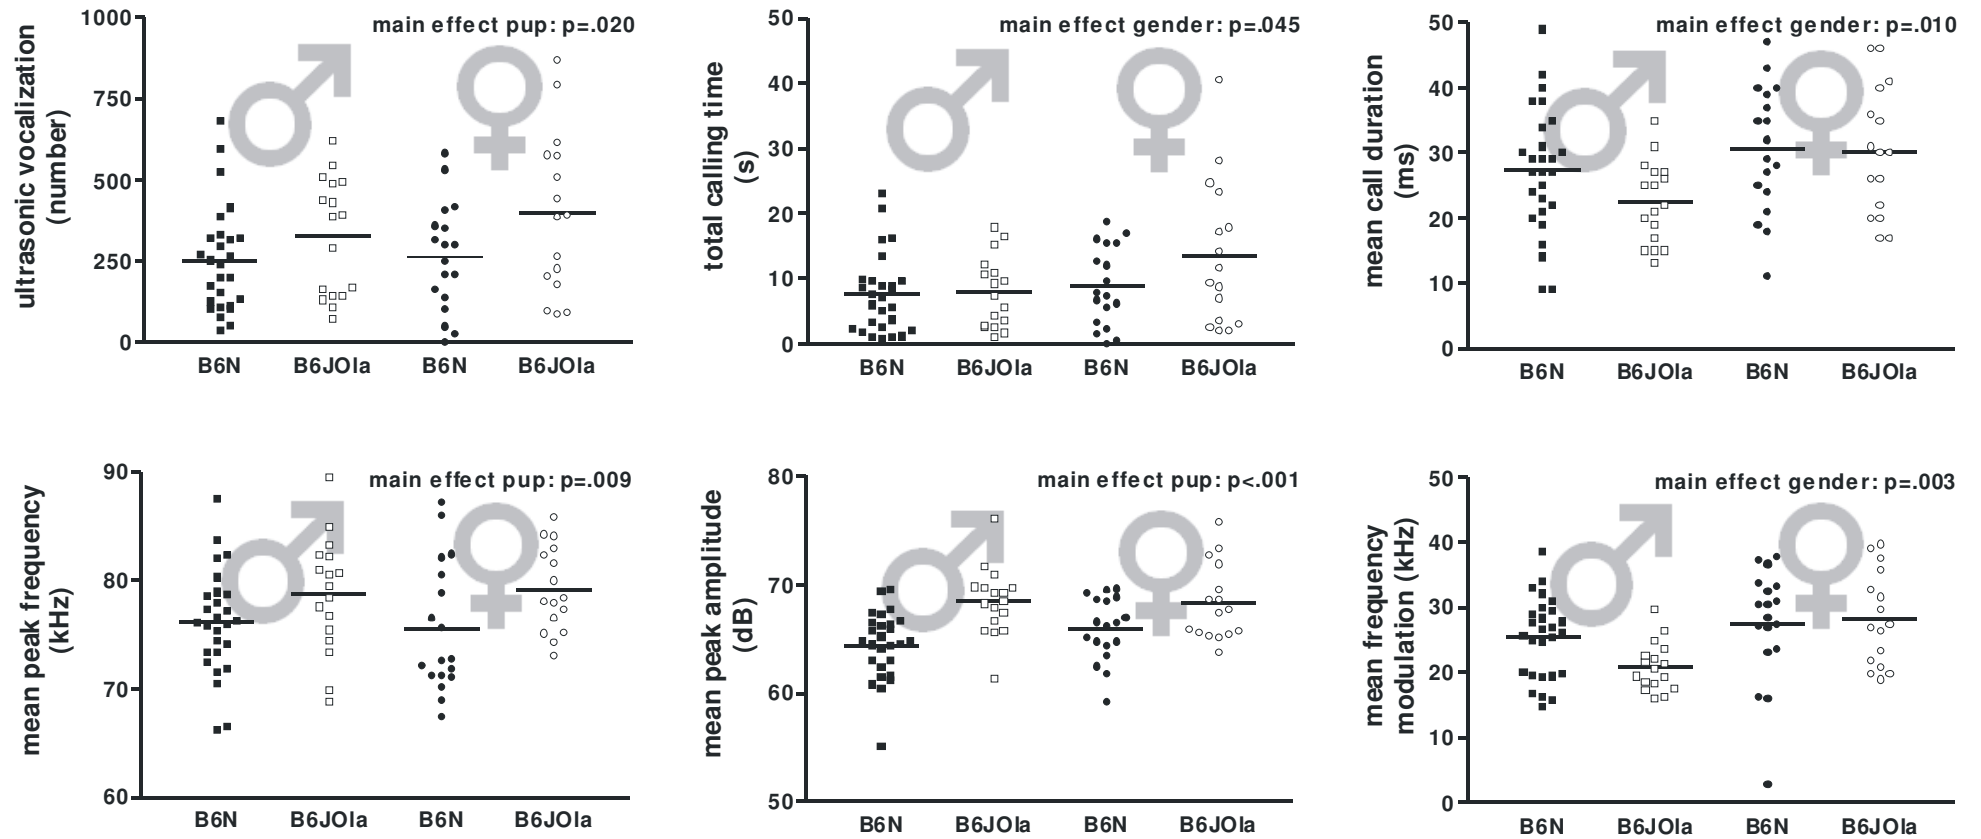 main effect pup: p=.020
ultrasonic vocalization
(number)
1000
750
500
250
0
B6N B6JOla B6N B6JOla
main effect gender: p=.045
total calling time
(s)
50
40
30
20
10
0
B6N B6JOla B6N B6JOla
main effect gender: p=.010
mean call duration
(ms)
50
40
30
20
10
0
B6N B6JOla B6N B6JOla
main effect pup: p=.009
mean peak frequency
(kHz)
90
80
70
60
B6N B6JOla B6N B6JOla
main effect pup: p<.001
mean peak amplitude
(dB)
80
70
60
50
B6N B6JOla B6N B6JOla
main effect gender: p=.003
mean frequency
modulation (kHz)
50
40
30
20
10
0
B6N B6JOla B6N B6JOla